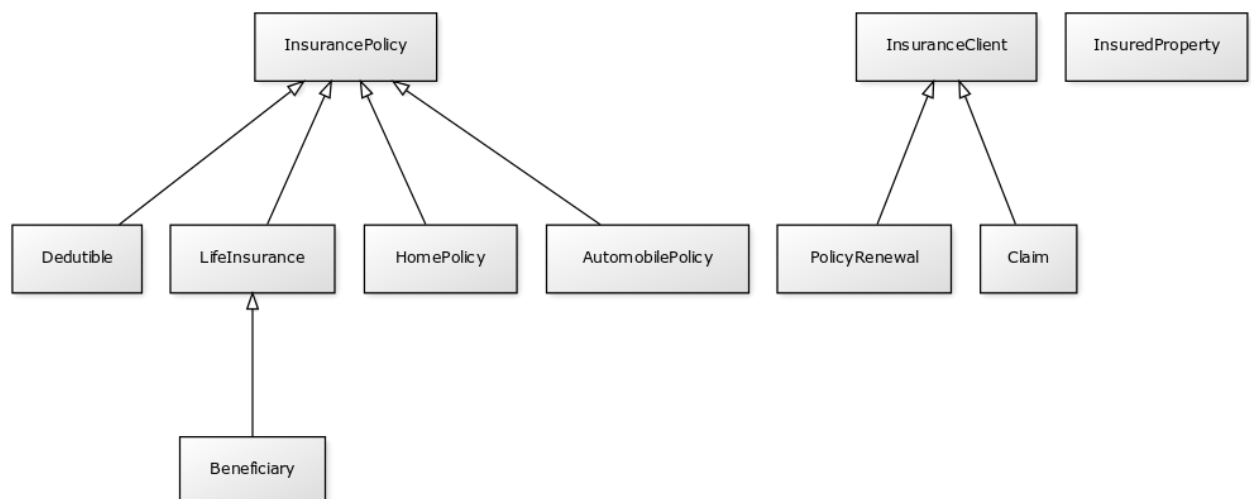 InsurancePolicy
InsuranceClient
InsuredProperty
Dedutible
LifeInsurance
HomePolicy
AutomobilePolicy
PolicyRenewal
Claim
Beneficiary